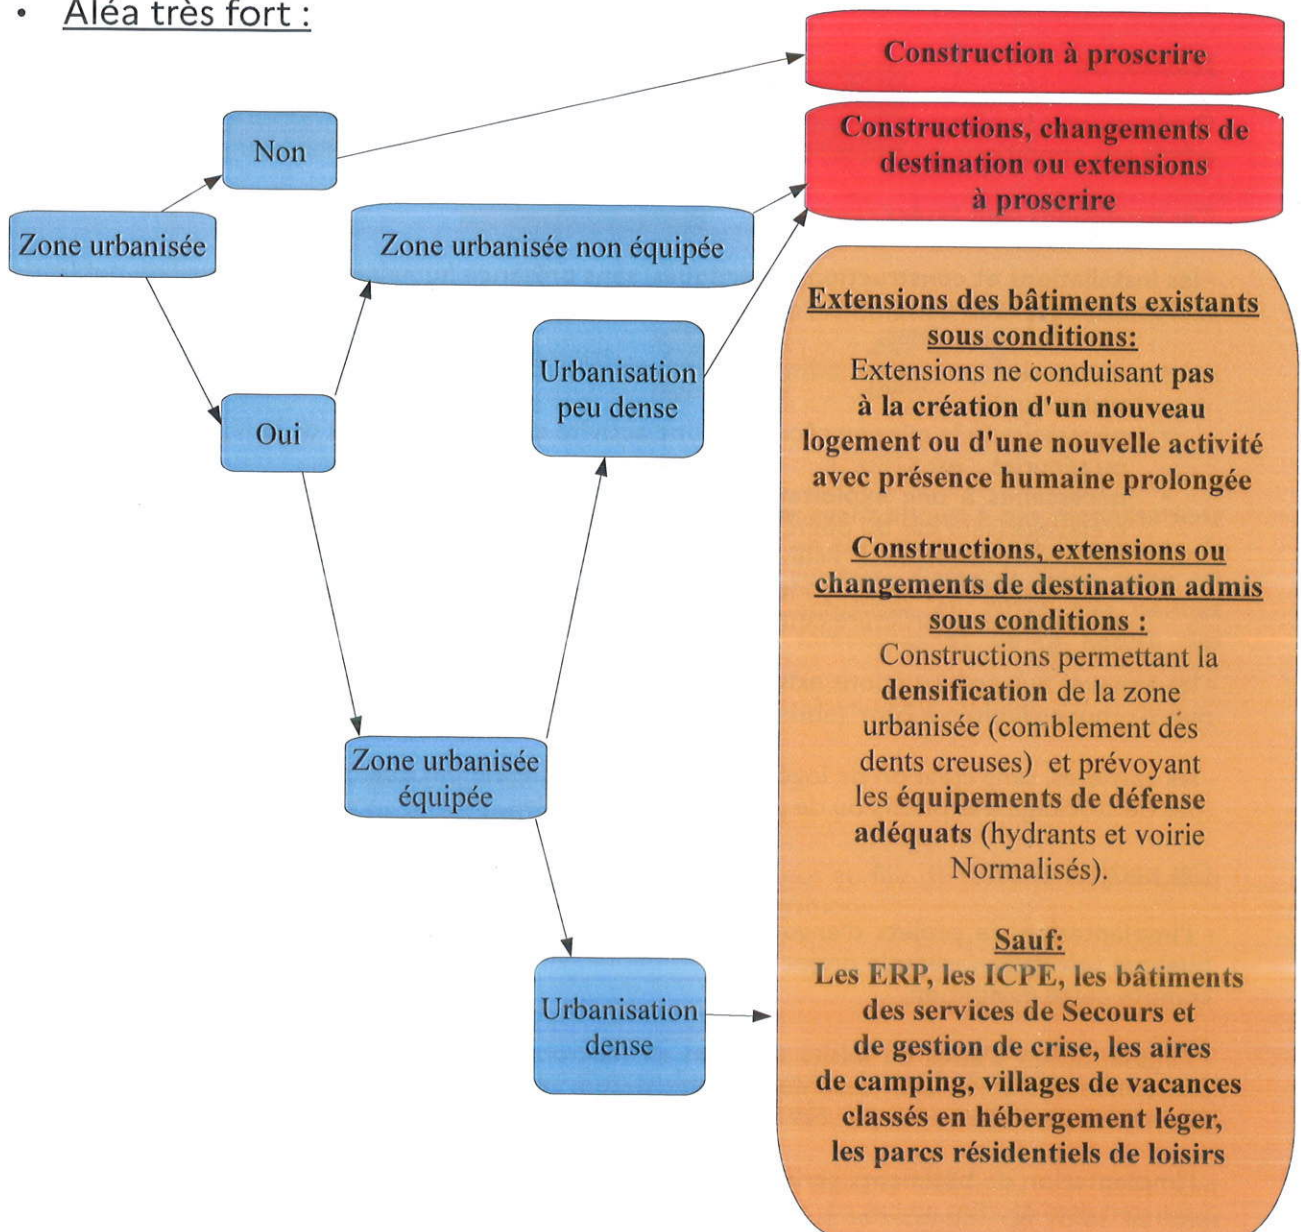 • Aléa très fort :
Construction à proscrire
Constructions, changements de
destination ou extensions
à proscrire
Non
Zone urbanisée
Zone urbanisée non équipée
Oui
Urbanisation
peu dense
Zone urbanisée
équipée
Urbanisation
dense
Extensions des bâtiments existants
sous conditions:
Extensions ne conduisant pas
à la création d'un nouveau
logement ou d'une nouvelle activité
avec présence humaine prolongée
Constructions, extensions ou
changements de destination admis
sous conditions :
Constructions permettant la
densification de la zone
urbanisée (comblement des
dents creuses) et prévoyant
les équipements de défense
adéquats (hydrants et voirie
Normalisés).
Sauf:
Les ERP, les ICPE, les bâtiments
des services de Secours et
de gestion de crise, les aires
de camping, villages de vacances
classés en hébergement léger,
les parcs résidentiels de loisirs